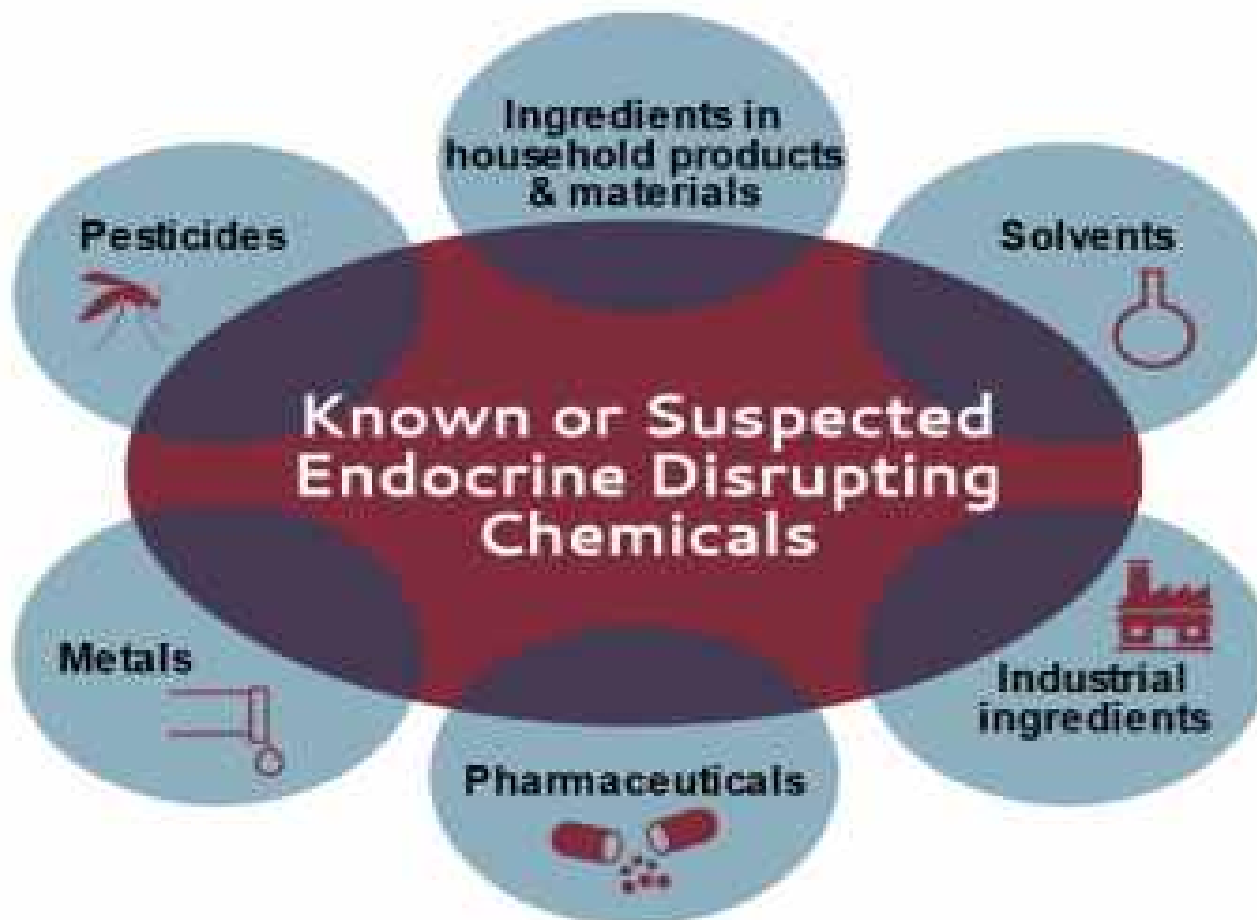 Ingredients in
household products
& materials
Pesticides
Solvents
Known or Suspected
Endocrine Disrupting
Chemicals
Metals
Industrial
ingredients
Pharmaceuticals